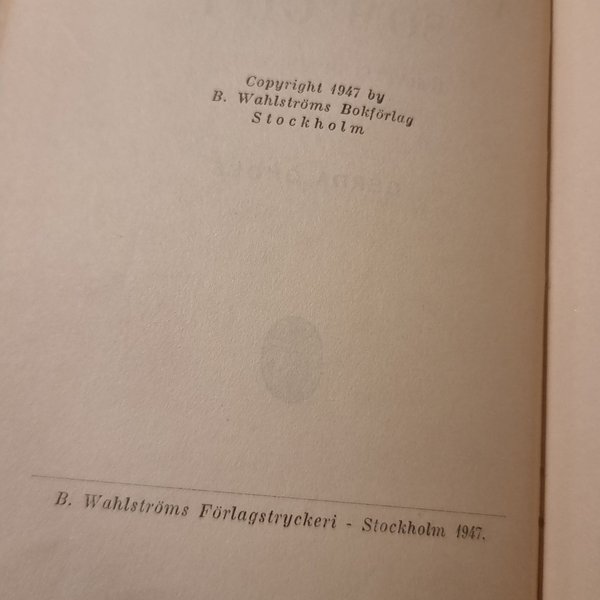 Copyright 1947 by
B. Wahlströms Bokförlag
Stockholm
B. Wahlströms Förlagstryckeri - Stockholm 1947.